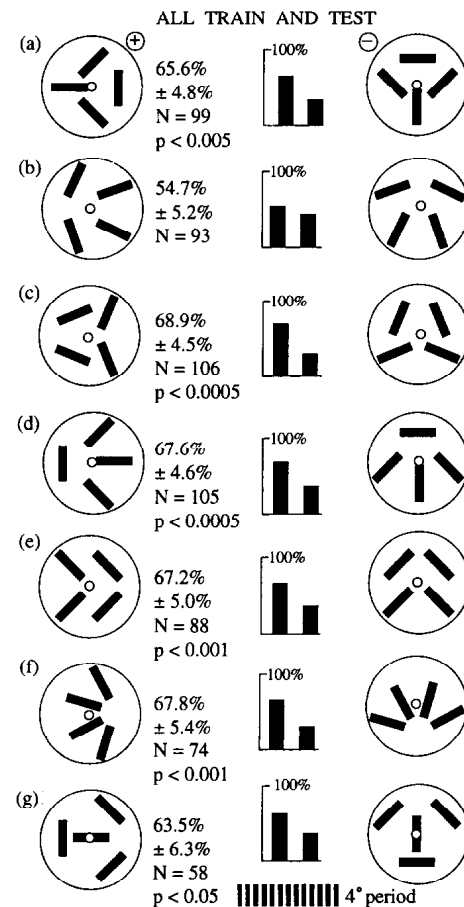 ALL TRAIN AND TEST
(a)
+
−
65.6%
± 4.8%
N = 99
p < 0.005
100%
(b)
54.7%
± 5.2%
N = 93
100%
(c)
68.9%
± 4.5%
N = 106
p < 0.0005
100%
(d)
67.6%
± 4.6%
N = 105
p < 0.0005
100%
(e)
67.2%
± 5.0%
N = 88
p < 0.001
100%
(f)
67.8%
± 5.4%
N = 74
p < 0.001
100%
(g)
63.5%
± 6.3%
N = 58
p < 0.05
100%
4° period